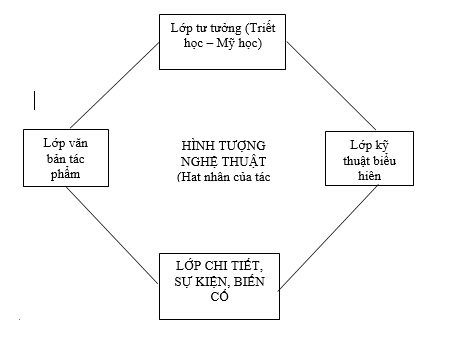 Lớp tư tưởng (Triết
học – Mỹ học)
Lớp văn
bản tác
phẩm
HÌNH TƯỢNG
NGHỆ THUẬT
(Hạt nhân của tác
Lớp kỹ
thuật biểu
hiện
LỚP CHI TIẾT,
SỰ KIỆN, BIẾN
CỐ